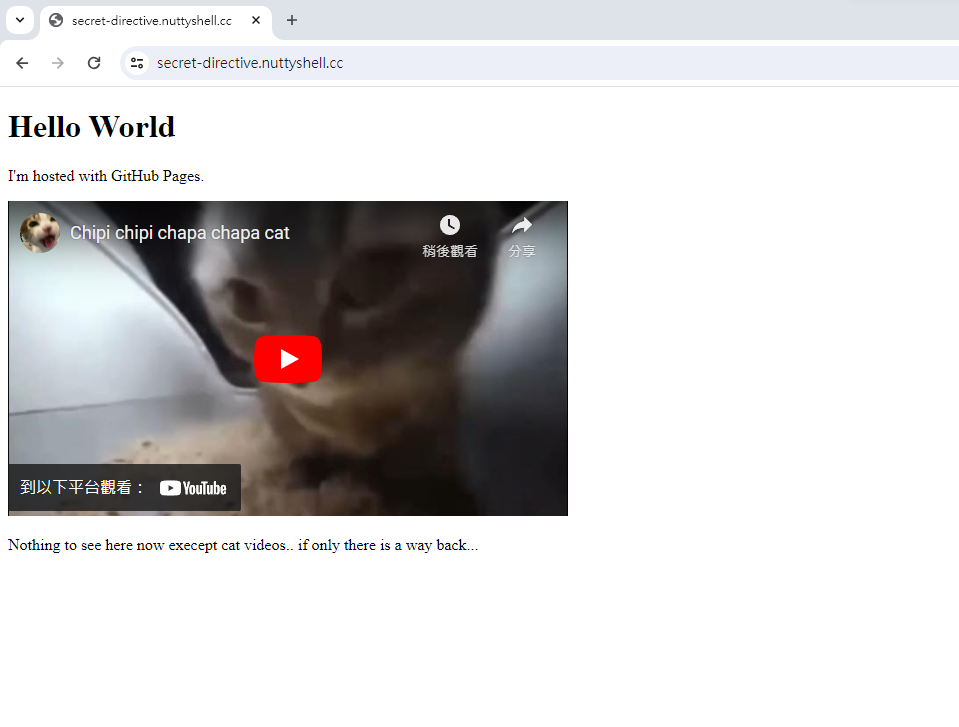 secret-directive.nuttyshell.cc
secret-directive.nuttyshell.cc
Hello World
I'm hosted with GitHub Pages.
Chipi chipi chapa chapa cat
稍後觀看
分享
到以下平台觀看： YouTube
Nothing to see here now execept cat videos.. if only there is a way back...